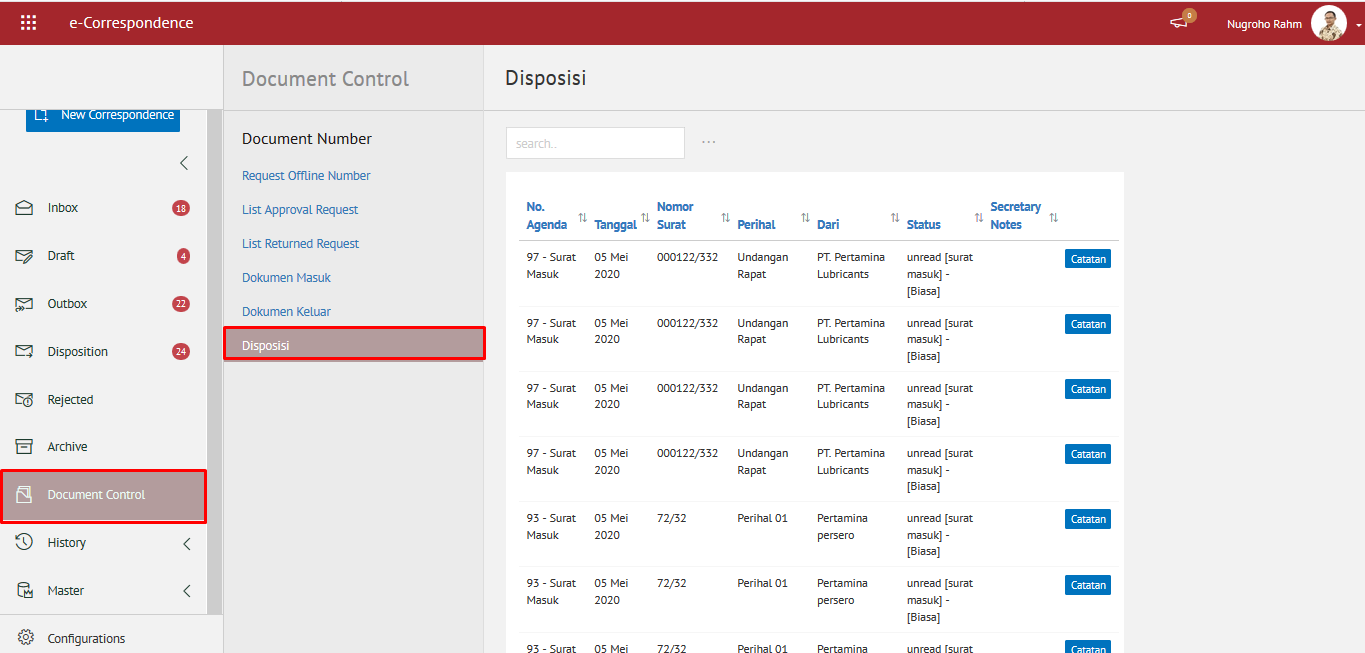 e-Correspondence
0
Nugroho Rahm
New Correspondence
Inbox 18
Draft 4
Outbox 22
Disposition 24
Rejected
Archive
Document Control
History
Master
Configurations
Document Control
Document Number
Request Offline Number
List Approval Request
List Returned Request
Dokumen Masuk
Dokumen Keluar
Disposisi
Disposisi
search..
...
No. Nomor Secretary
Agenda Tanggal Surat Perihal Dari Status Notes
97 - Surat 05 Mei 000122/332 Undangan PT. Pertamina unread [surat Catatan
Masuk 2020 Rapat Lubricants masuk] -
[Biasa]
97 - Surat 05 Mei 000122/332 Undangan PT. Pertamina unread [surat Catatan
Masuk 2020 Rapat Lubricants masuk] -
[Biasa]
97 - Surat 05 Mei 000122/332 Undangan PT. Pertamina unread [surat Catatan
Masuk 2020 Rapat Lubricants masuk] -
[Biasa]
97 - Surat 05 Mei 000122/332 Undangan PT. Pertamina unread [surat Catatan
Masuk 2020 Rapat Lubricants masuk] -
[Biasa]
93 - Surat 05 Mei 72/32 Perihal 01 Pertamina unread [surat Catatan
Masuk 2020 persero masuk] -
[Biasa]
93 - Surat 05 Mei 72/32 Perihal 01 Pertamina unread [surat Catatan
Masuk 2020 persero masuk] -
[Biasa]
93 - Surat 05 Mei 72/32 Perihal 01 Pertamina unread [surat Catatan